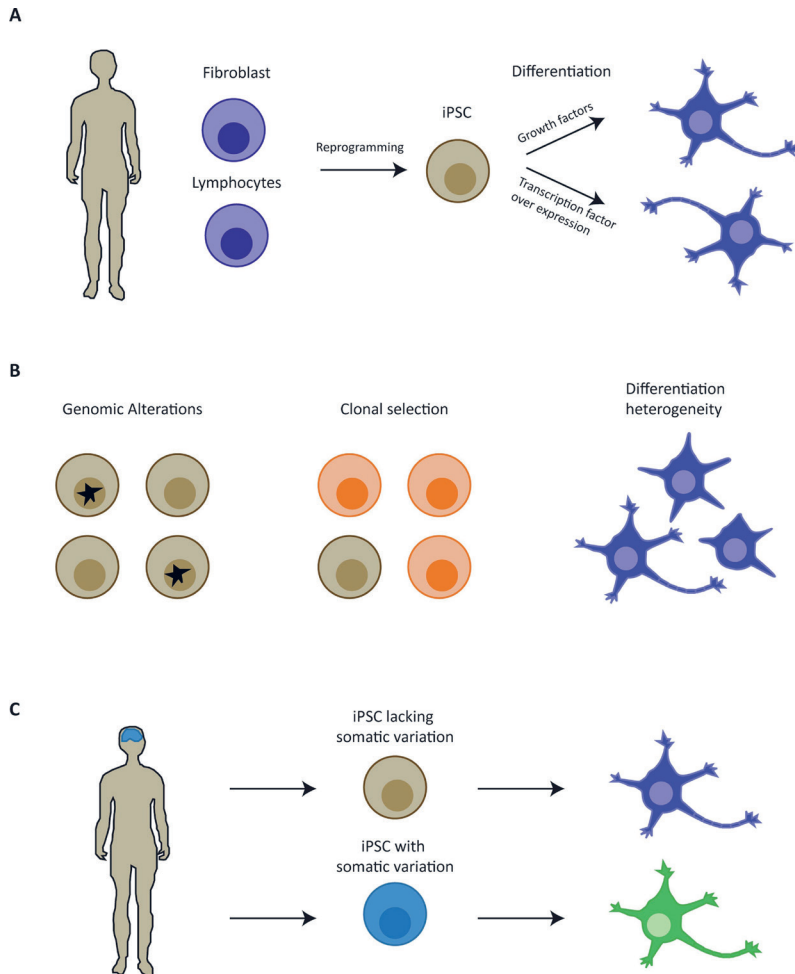 A
Fibroblast
Lymphocytes
Reprogramming
iPSC
Differentiation
Growth factors
Transcription factor
over expression
B
Genomic Alterations
Clonal selection
Differentiation
heterogeneity
C
iPSC lacking
somatic variation
iPSC with
somatic variation